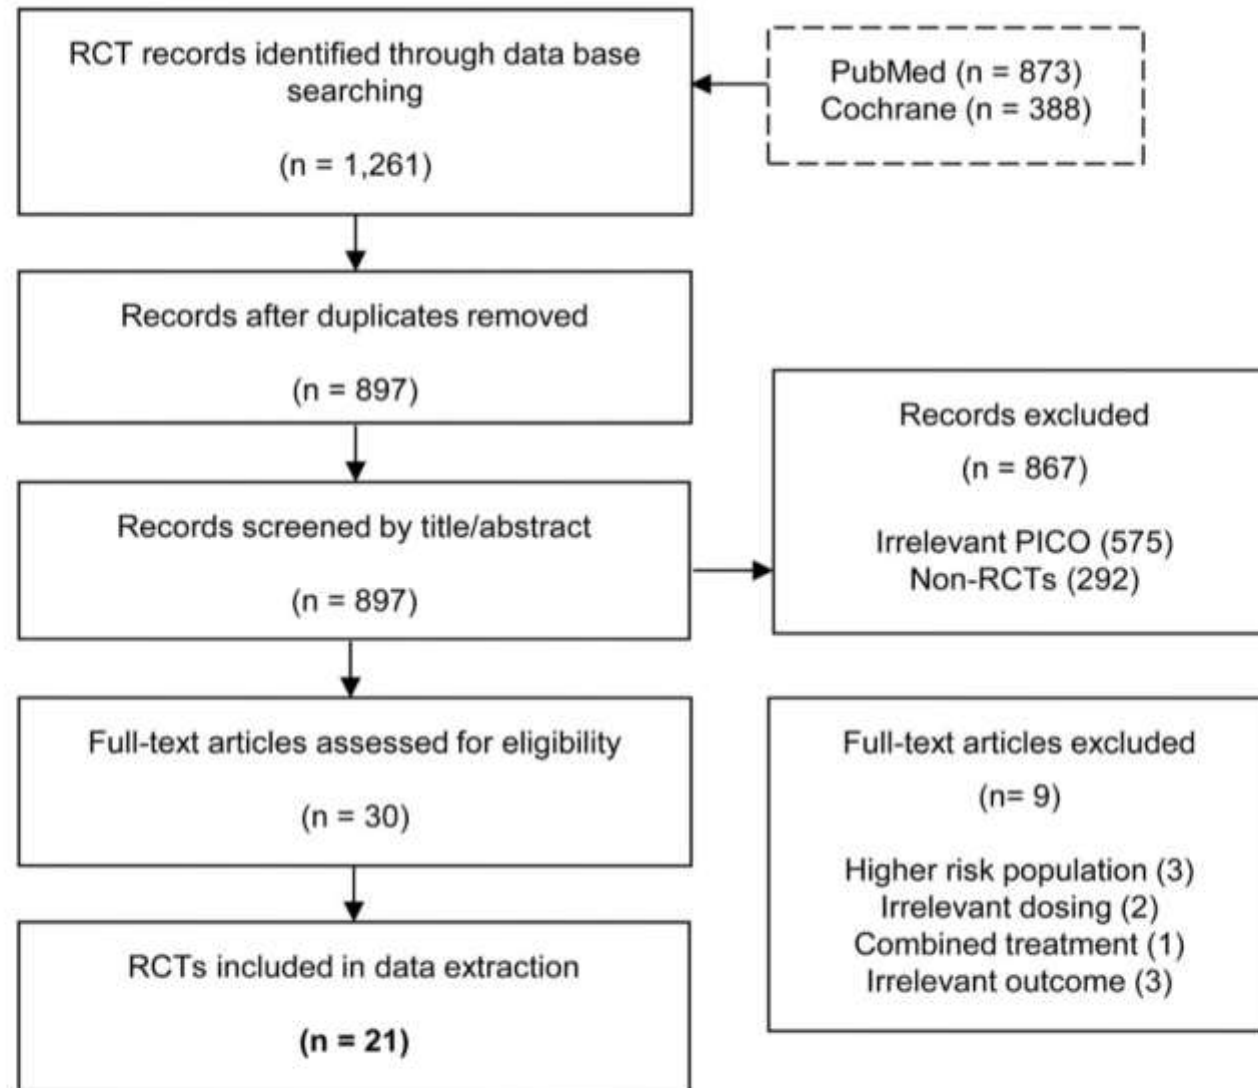 RCT records identified through data base
searching
(n = 1,261)
PubMed (n = 873)
Cochrane (n = 388)
Records after duplicates removed
(n = 897)
Records screened by title/abstract
(n = 897)
Records excluded
(n = 867)
Irrelevant PICO (575)
Non-RCTs (292)
Full-text articles assessed for eligibility
(n = 30)
Full-text articles excluded
(n= 9)
Higher risk population (3)
Irrelevant dosing (2)
Combined treatment (1)
Irrelevant outcome (3)
RCTs included in data extraction
(n = 21)